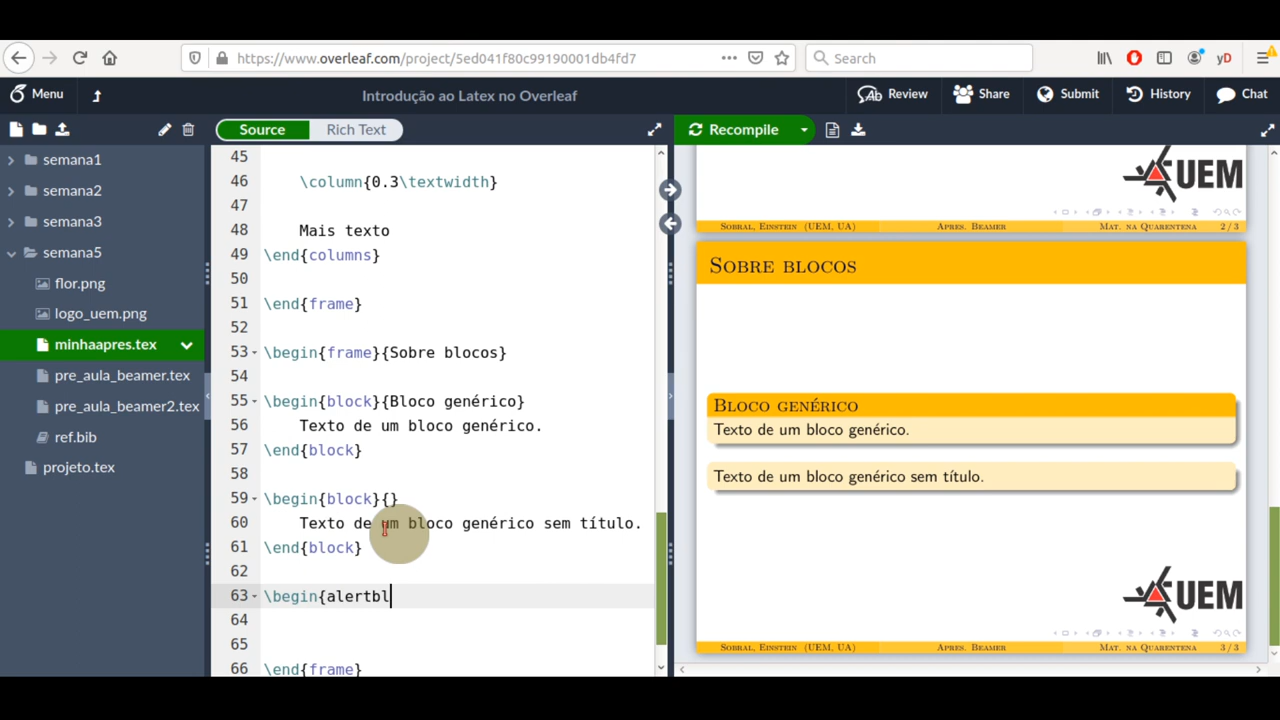 https://www.overleaf.com/project/5ed041f80c99190001db4fd7
Search
yD
Menu
Introdução ao Latex no Overleaf
Review
Share
Submit
History
Chat
Source
Rich Text
Recompile
semana1
semana2
semana3
semana5
flor.png
logo_uem.png
minhaapres.tex
pre_aula_beamer.tex
pre_aula_beamer2.tex
ref.bib
projeto.tex
45
46 \column{0.3\textwidth}
47
48 Mais texto
49 \end{columns}
50
51 \end{frame}
52
53 \begin{frame}{Sobre blocos}
54
55 \begin{block}{Bloco genérico}
56 Texto de um bloco genérico.
57 \end{block}
58
59 \begin{block}{}
60 Texto de um bloco genérico sem título.
61 \end{block}
62
63 \begin{alertbl
64
65
66 \end{frame}
UEM
Sobral, Einstein (UEM, UA) Apres. Beamer Mat. na Quarentena 2 / 3
Sobre blocos
Bloco genérico
Texto de um bloco genérico.
Texto de um bloco genérico sem título.
UEM
Sobral, Einstein (UEM, UA) Apres. Beamer Mat. na Quarentena 3 / 3